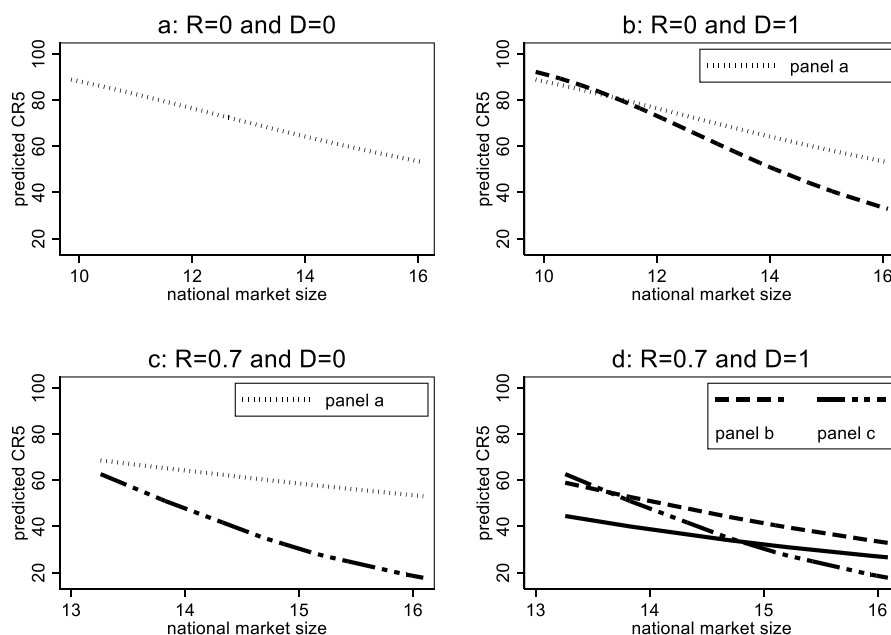 a: R=0 and D=0
predicted CR5
100
80
60
40
20
10
12
14
16
national market size
b: R=0 and D=1
panel a
predicted CR5
100
80
60
40
20
10
12
14
16
national market size
c: R=0.7 and D=0
panel a
predicted CR5
100
80
60
40
20
13
14
15
16
national market size
d: R=0.7 and D=1
panel b
panel c
predicted CR5
100
80
60
40
20
13
14
15
16
national market size